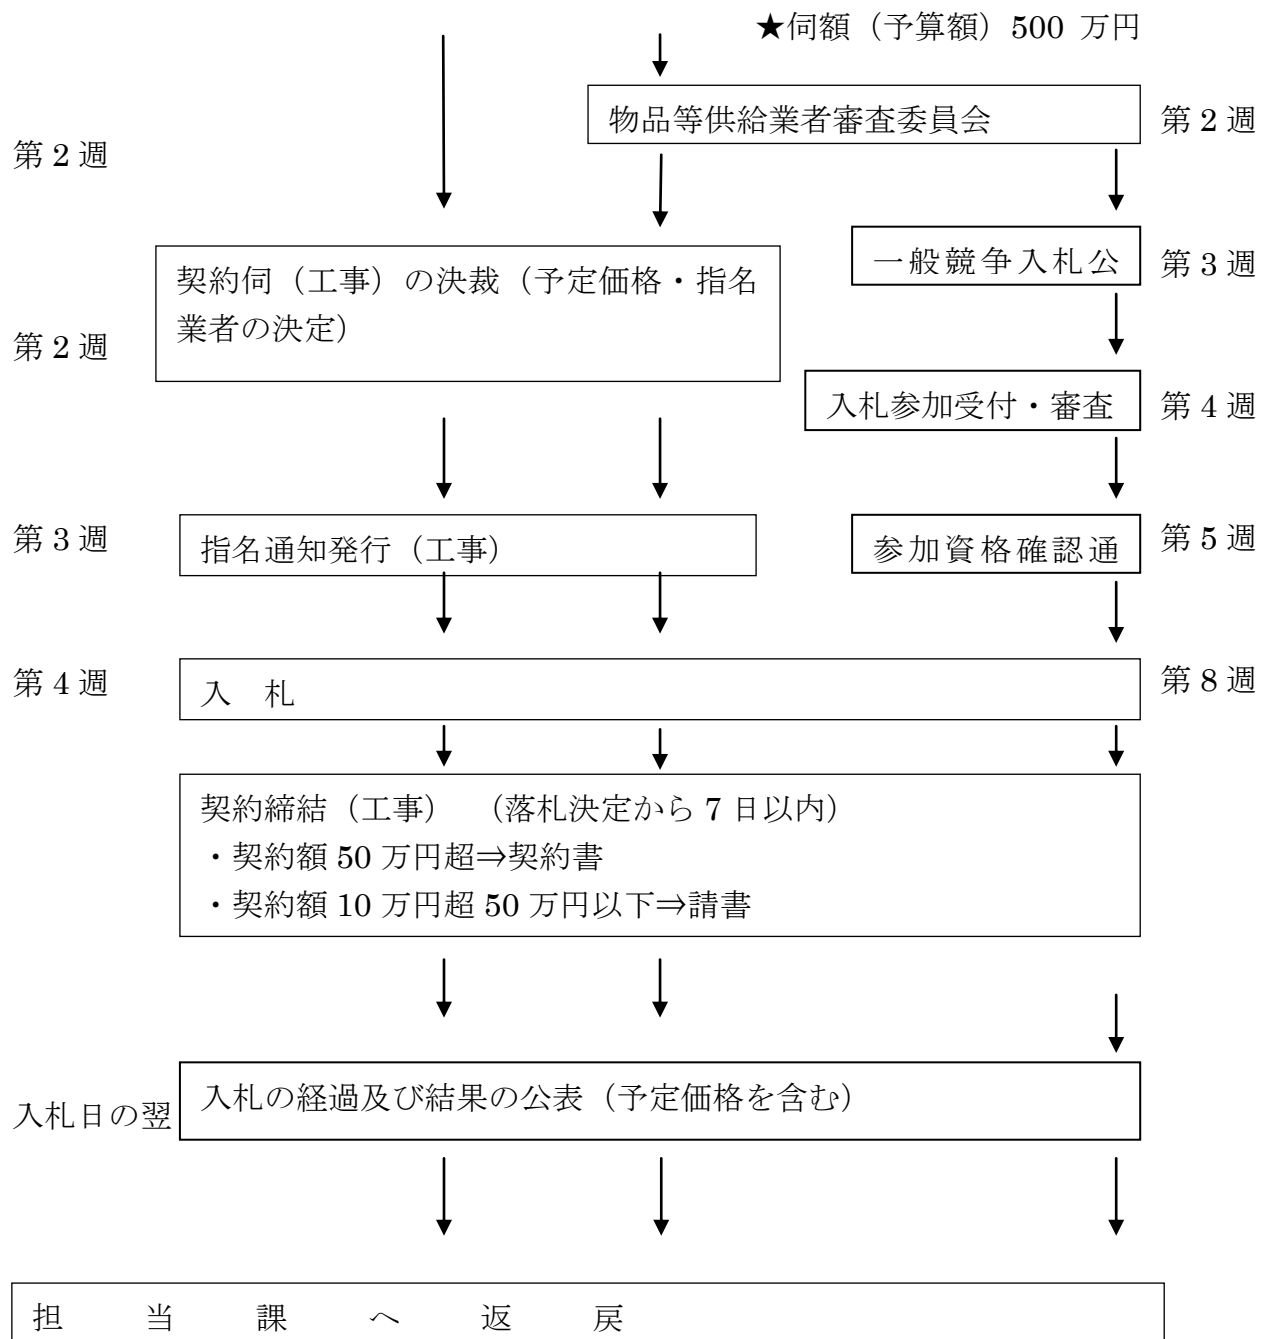 ★伺額（予算額）500 万円
物品等供給業者審査委員会
第 2 週
第 2 週
一般競争入札公
第 3 週
契約伺（工事）の決裁（予定価格・指名
業者の決定）
第 2 週
入札参加受付・審査
第 4 週
第 3 週
指名通知発行（工事）
参加資格確認通
第 5 週
第 4 週
入　札
第 8 週
契約締結（工事）　（落札決定から 7 日以内）
・契約額 50 万円超⇒契約書
・契約額 10 万円超 50 万円以下⇒請書
入札日の翌
入札の経過及び結果の公表（予定価格を含む）
担　当　課　へ　返　戻